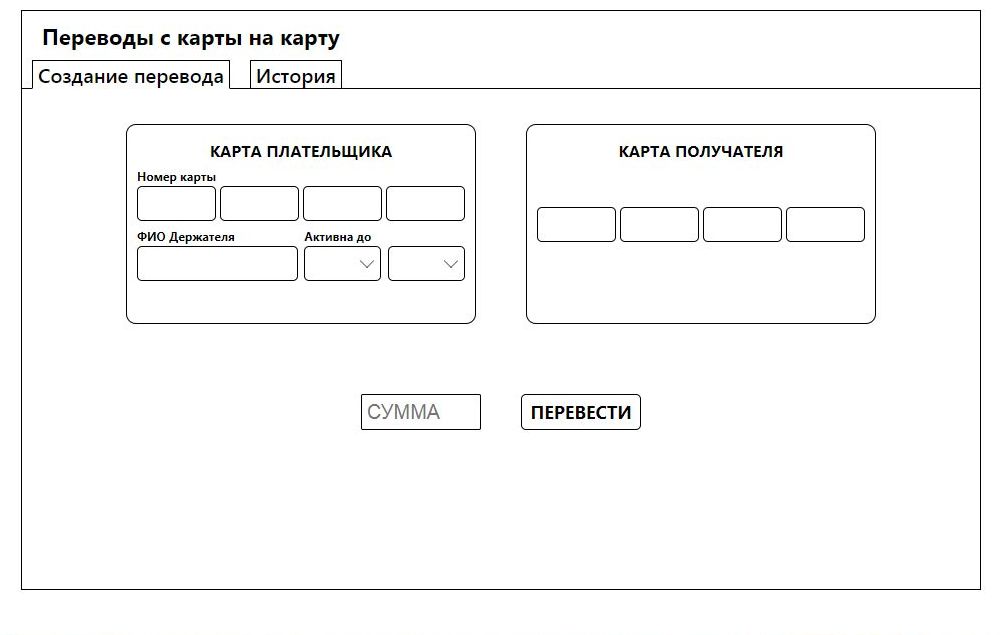 Переводы с карты на карту
Создание перевода История
КАРТА ПЛАТЕЛЬЩИКА
Номер карты
ФИО Держателя Активна до
КАРТА ПОЛУЧАТЕЛЯ
СУММА ПЕРЕВЕСТИ